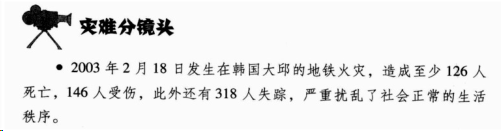 灾难分镜头
● 2003 年 2 月 18 日发生在韩国大邱的地铁火灾，造成至少 126 人
死亡，146 人受伤，此外还有 318 人失踪，严重扰乱了社会正常的生活
秩序。